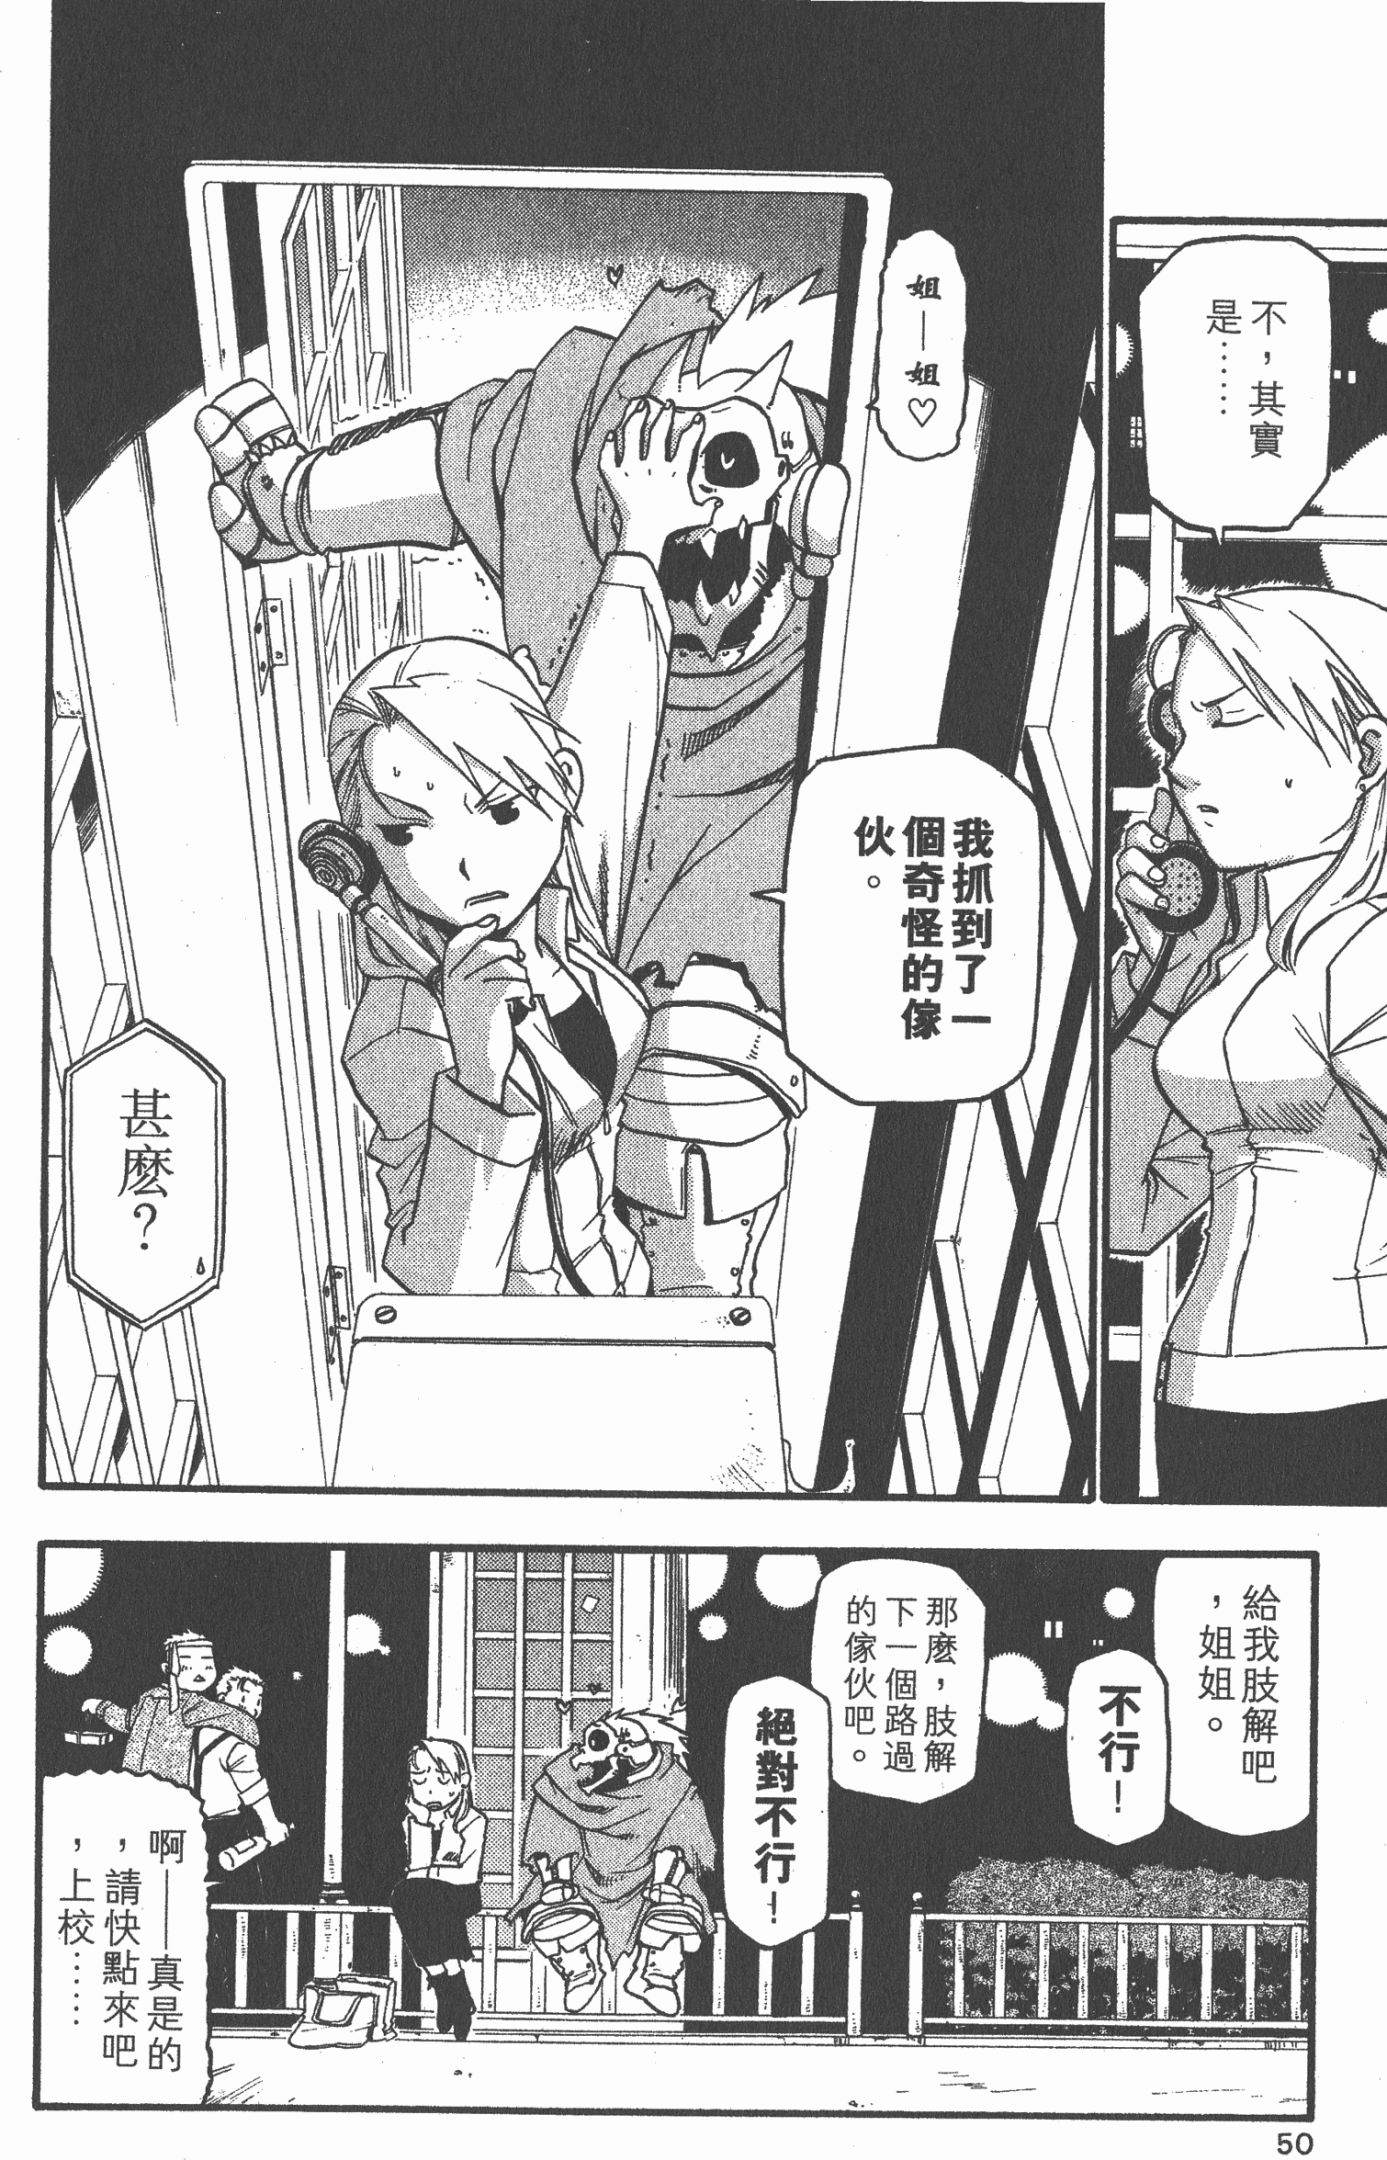 不，其實
是……
姐—姐♡
我抓到了一
個奇怪的傢
伙。
甚麼？
給我肢解吧
，姐姐。
不行！
那麼，肢解
下一個路過
的傢伙吧。
絕對不行！
啊——真是的
，請快點來吧
，上校……
50